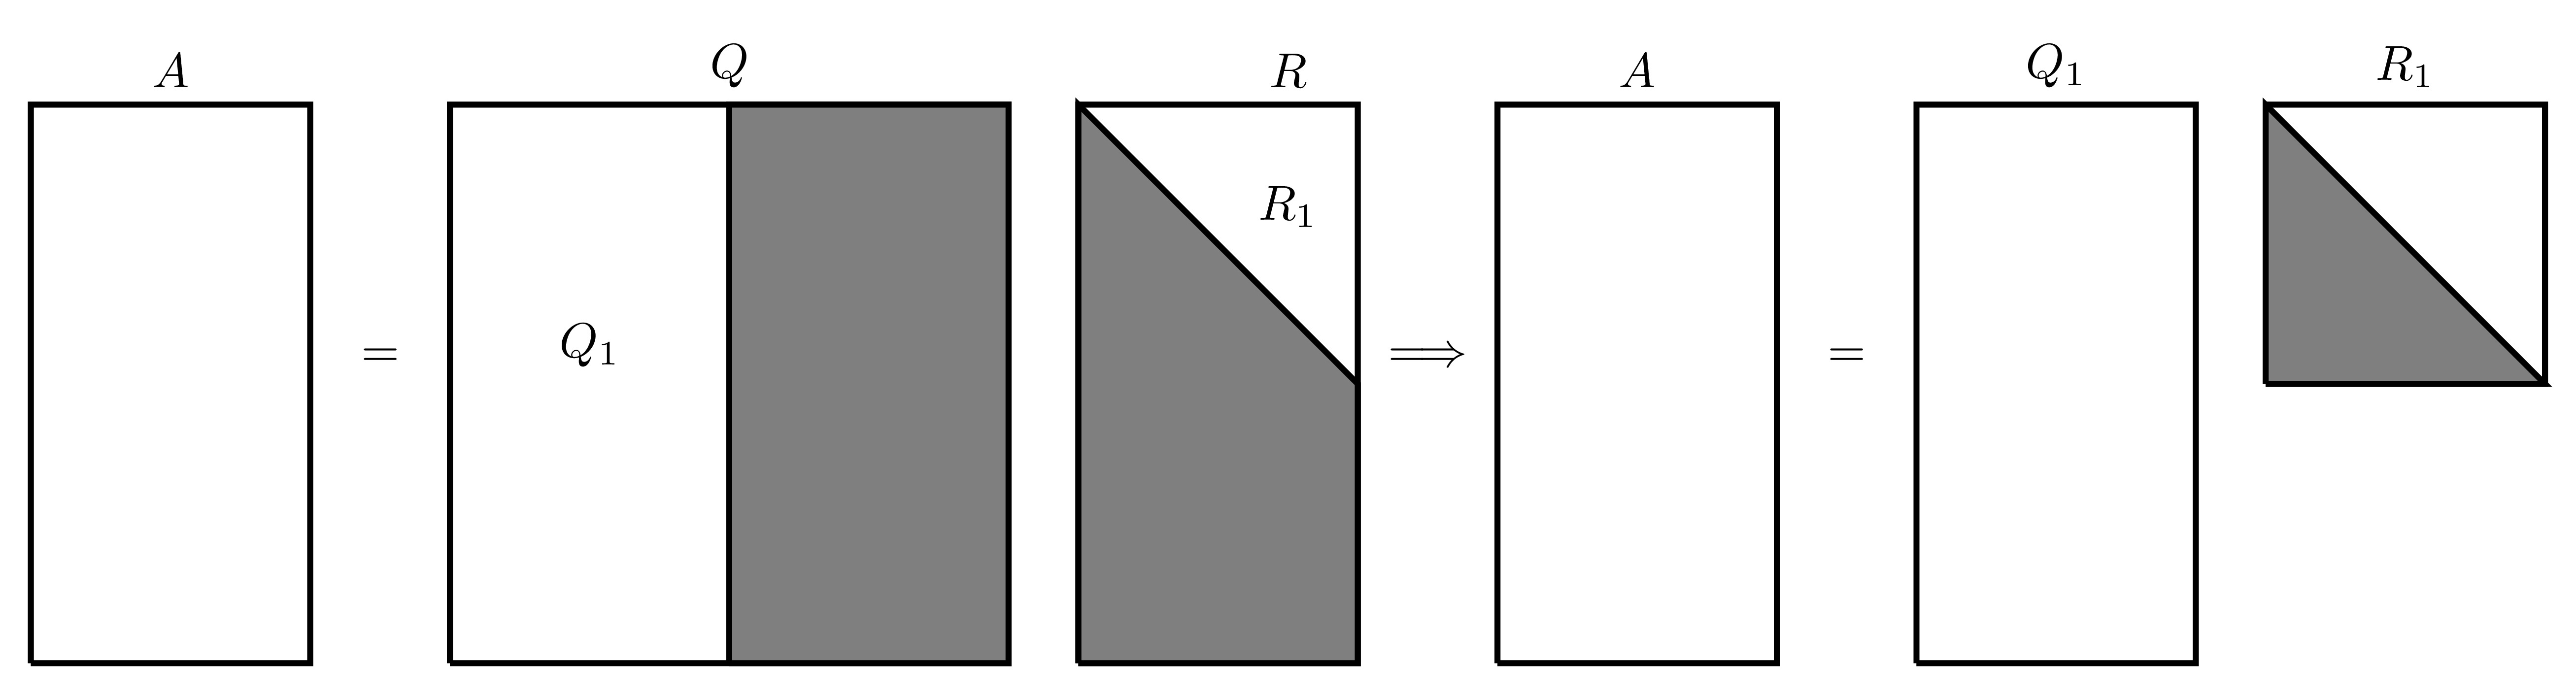 A Q R A Q₁ R₁
R₁
Q₁
= ⟹ =